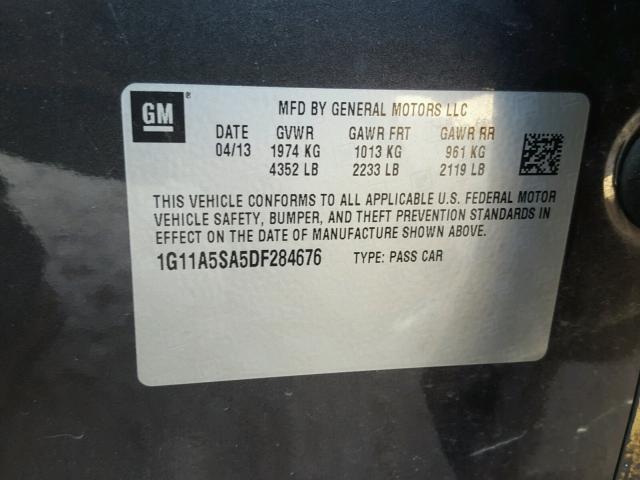 GM
MFD BY GENERAL MOTORS LLC
DATE GVWR GAWR FRT GAWR RR
04/13 1974 KG 1013 KG 961 KG
4352 LB 2233 LB 2119 LB
THIS VEHICLE CONFORMS TO ALL APPLICABLE U.S. FEDERAL MOTOR
VEHICLE SAFETY, BUMPER, AND THEFT PREVENTION STANDARDS IN
EFFECT ON THE DATE OF MANUFACTURE SHOWN ABOVE.
1G11A5SA5DF284676 TYPE: PASS CAR